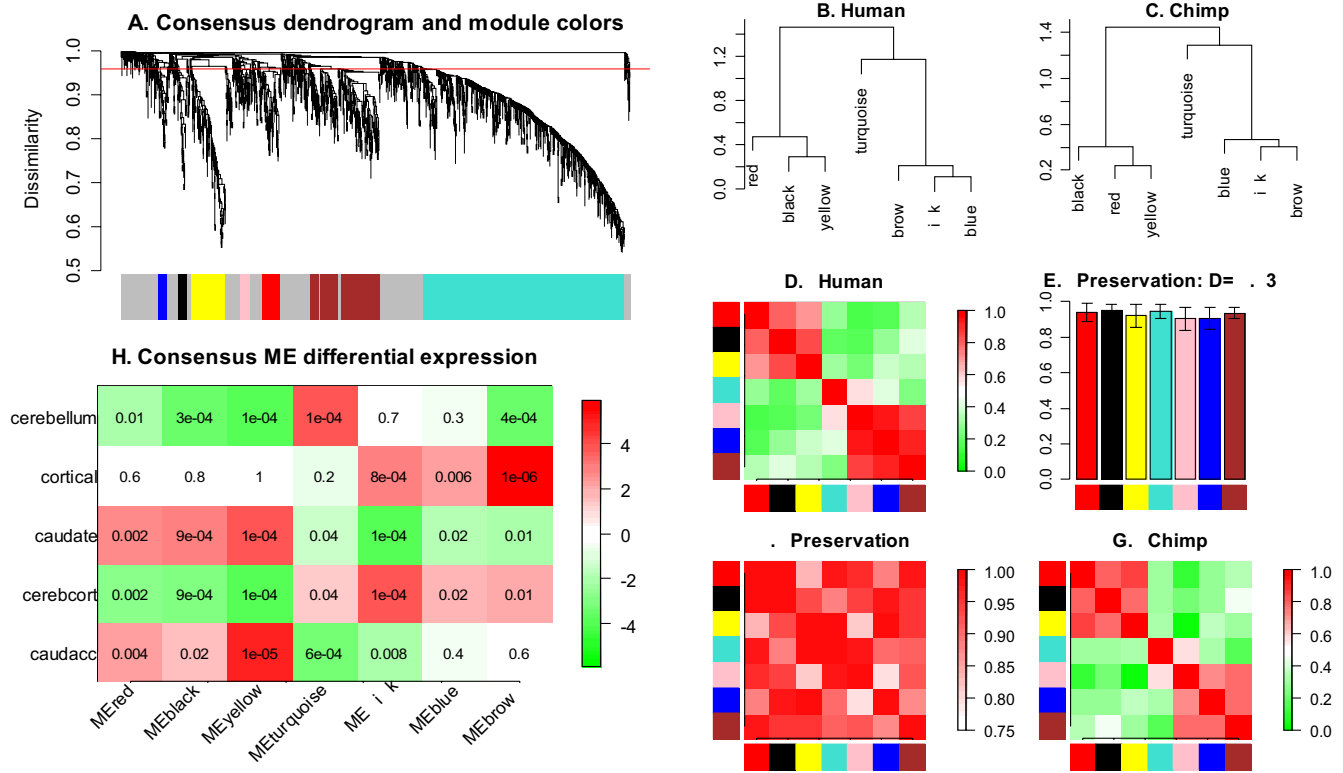 A. Consensus dendrogram and module colors
Dissimilarity
1.0
0.9
0.8
0.7
0.6
0.5
B. Human
1.2
0.8
0.4
0.0
turquoise
red
black
yellow
brow
i k
blue
C. Chimp
1.4
1.0
0.6
0.2
turquoise
black
red
yellow
blue
i k
brow
D. Human
1.0
0.8
0.6
0.4
0.2
0.0
E. Preservation: D= . 3
1.0
0.8
0.6
0.4
0.2
0.0
H. Consensus ME differential expression
cerebellum 0.01 3e-04 1e-04 1e-04 0.7 0.3 4e-04
cortical 0.6 0.8 1 0.2 8e-04 0.006 1e-06
caudate 0.002 9e-04 1e-04 0.04 1e-04 0.02 0.01
cerebcort 0.002 9e-04 1e-04 0.04 1e-04 0.02 0.01
caudacc 0.004 0.02 1e-05 6e-04 0.008 0.4 0.6
MEred
MEblack
MEyellow
MEturquoise
ME i k
MEblue
MEbrow
4
2
0
-2
-4
. Preservation
1.00
0.95
0.90
0.85
0.80
0.75
G. Chimp
1.0
0.8
0.6
0.4
0.2
0.0